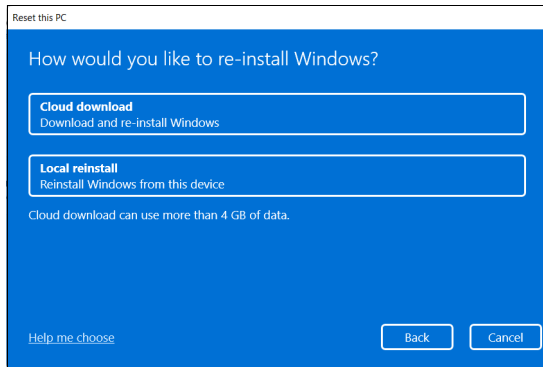 Reset this PC
How would you like to re-install Windows?
Cloud download
Download and re-install Windows
Local reinstall
Reinstall Windows from this device
Cloud download can use more than 4 GB of data.
Help me choose
Back
Cancel